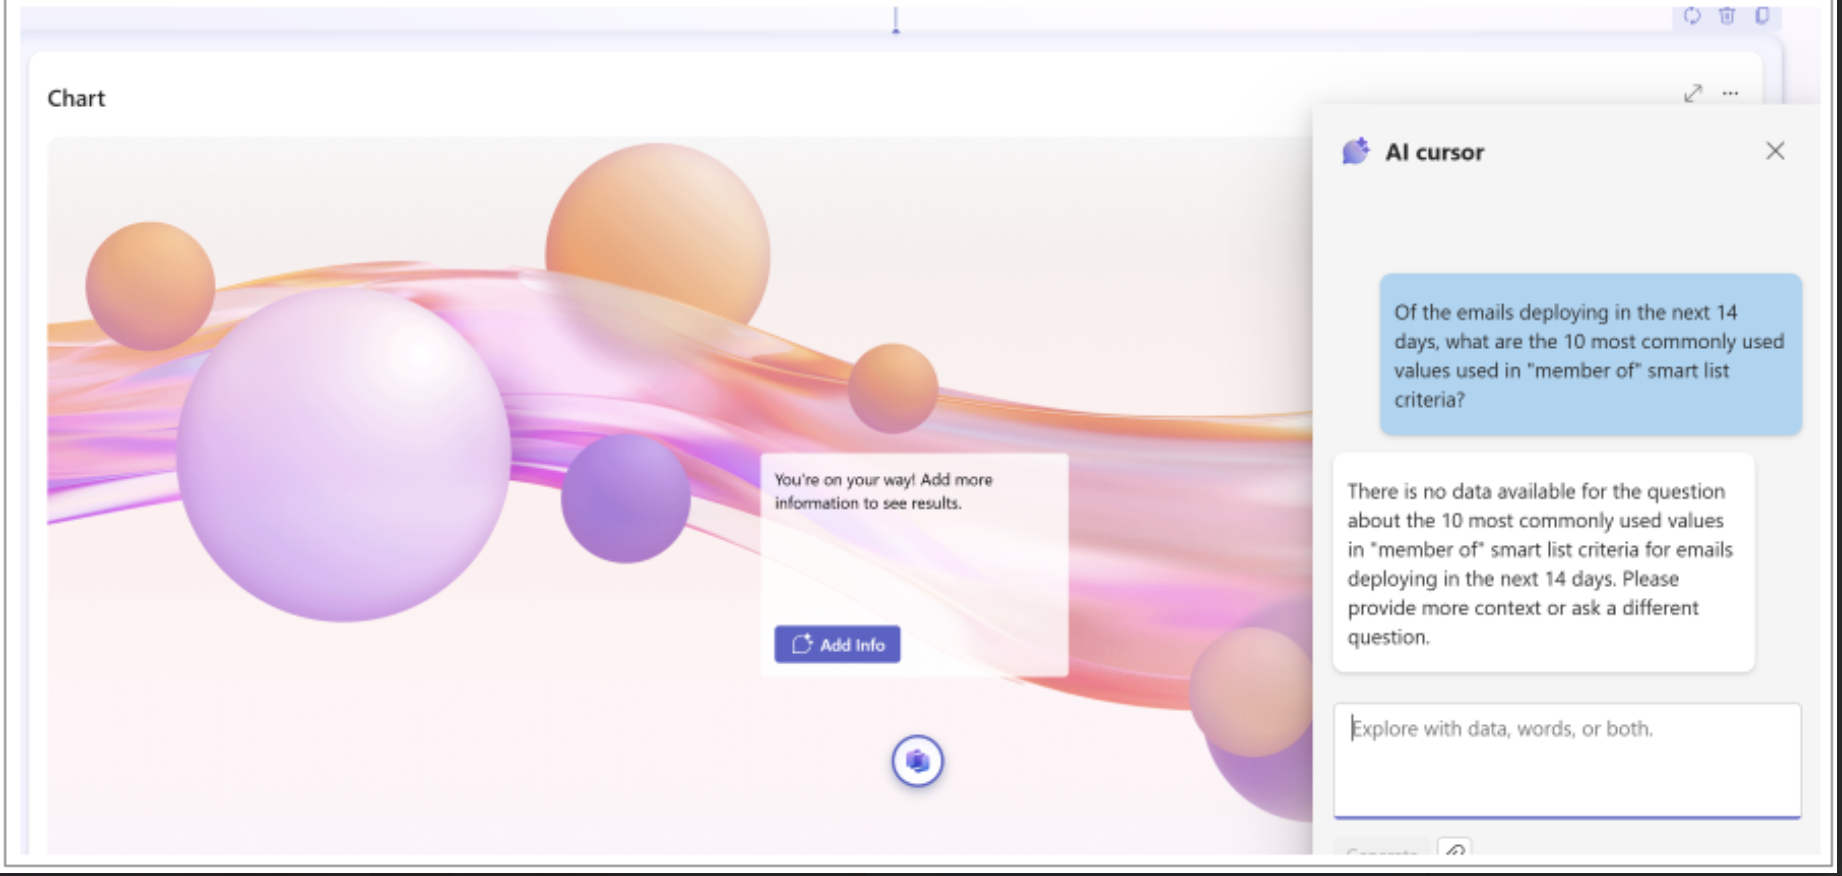 Chart
AI cursor
Of the emails deploying in the next 14
days, what are the 10 most commonly used
values used in "member of" smart list
criteria?
There is no data available for the question
about the 10 most commonly used values
in "member of" smart list criteria for emails
deploying in the next 14 days. Please
provide more context or ask a different
question.
You're on your way! Add more
information to see results.
Add Info
Explore with data, words, or both.
Generate